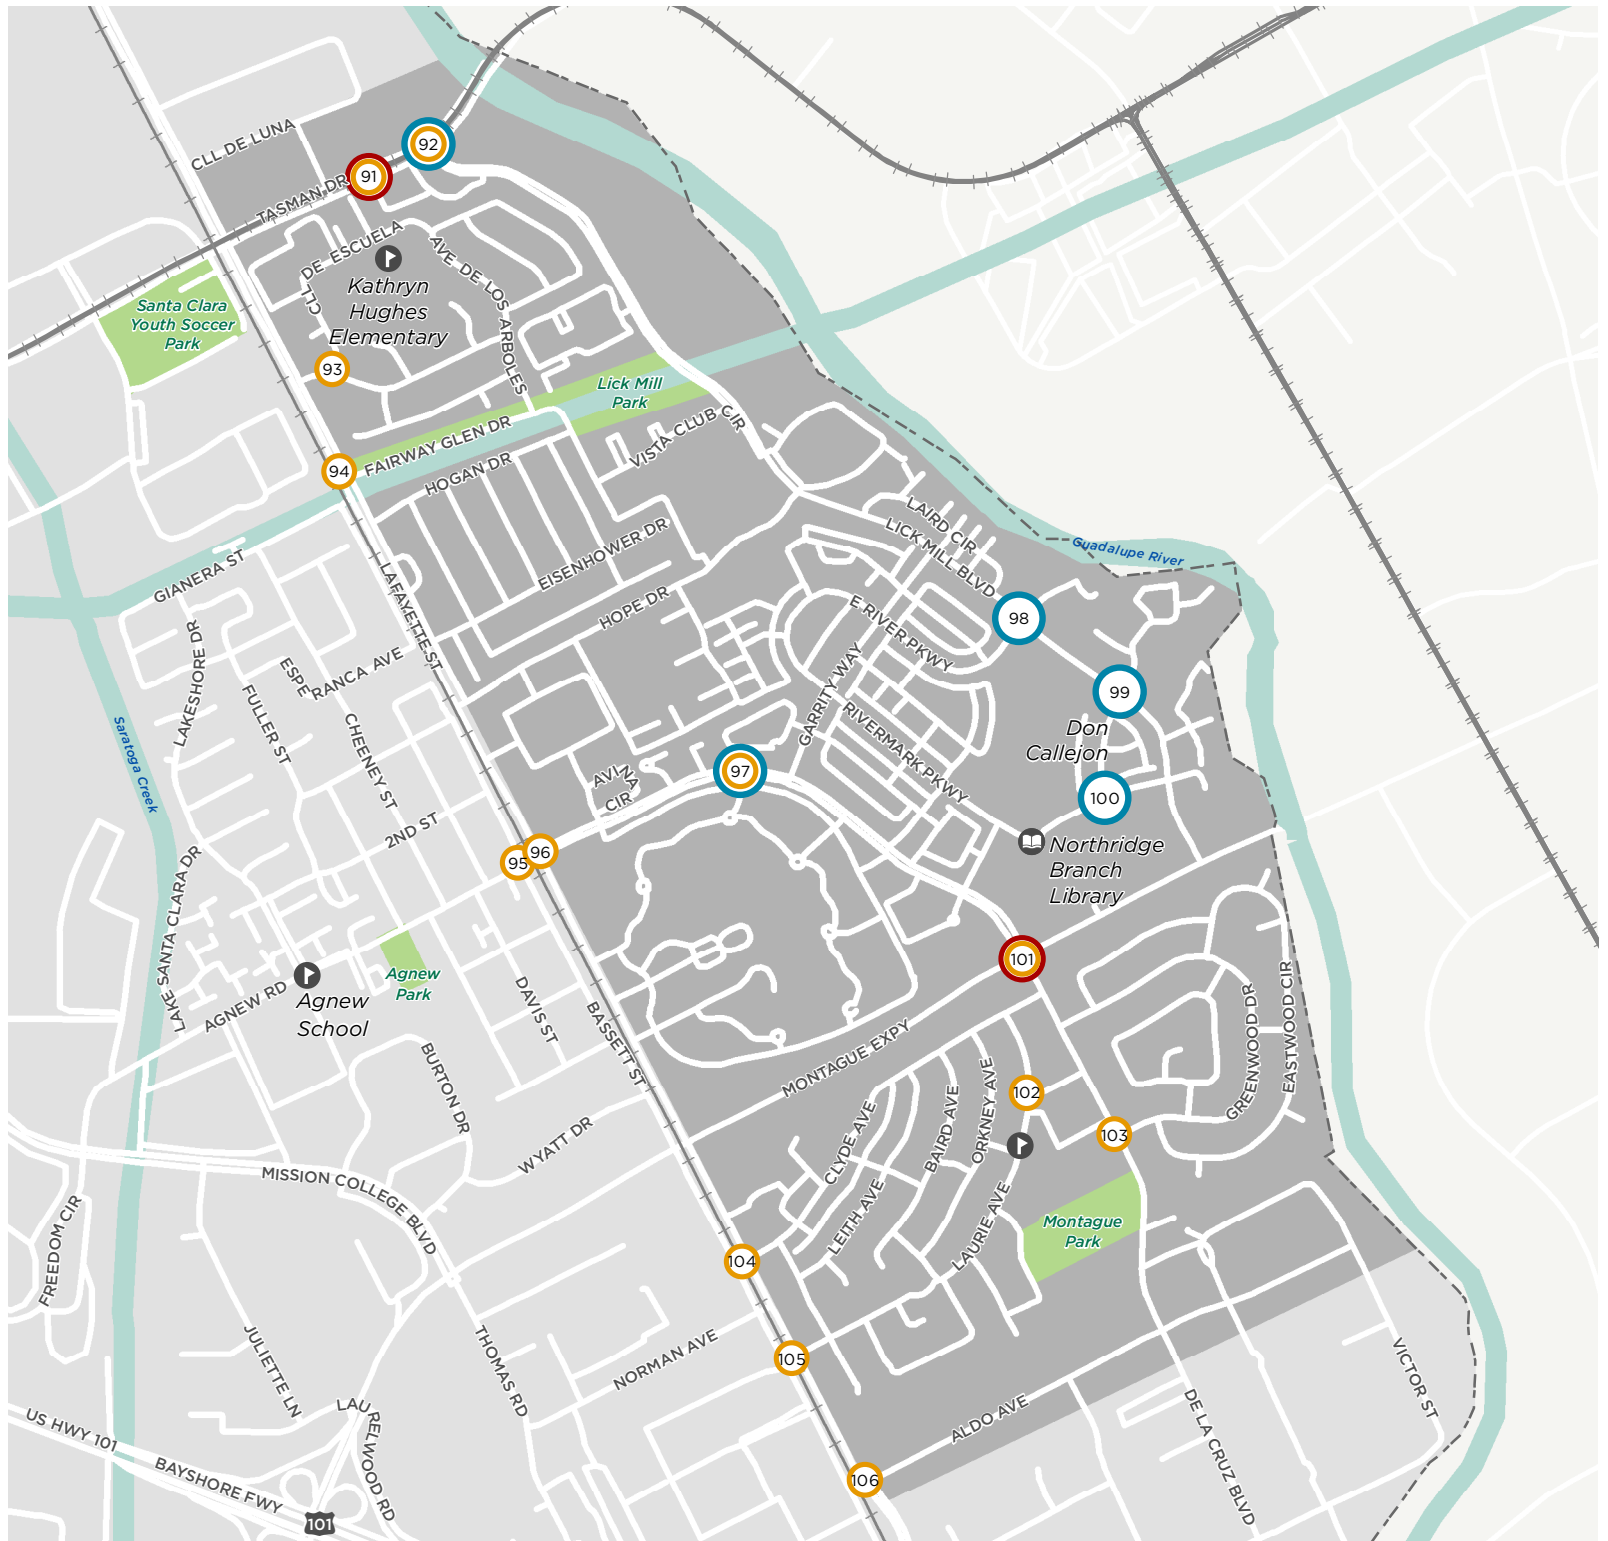 CLL DE LUNA
92
91
TASMAN DR
CLL DE ESCUELA
AVE DE LOS ARBOLES
Kathryn
Hughes
Elementary
Santa Clara
Youth Soccer
Park
93
Lick Mill
Park
94
FAIRWAY GLEN DR
HOGAN DR
VISTA CLUB CIR
LAIRD CIR
LICK MILL BLVD
Guadalupe River
EISENHOWER DR
GIANERA ST
LAFAYETTE ST
HOPE DR
E RIVER PKWY
98
LAKESHORE DR
ESPERANCA AVE
FULLER ST
CHEENEY ST
GARRITY WAY
RIVERMARK PKWY
99
Don
Callejon
Saratoga Creek
AVINA
CIR
97
100
2ND ST
95
96
Northridge
Branch
Library
LAKE SANTA CLARA DR
101
Agnew
Park
AGNEW RD
Agnew
School
DAVIS ST
BASSETT ST
GREENWOOD DR
EASTWOOD CIR
MONTAGUE EXPY
BURTON DR
102
CLYDE AVE
BAIRD AVE
ORKNEY AVE
103
WYATT DR
MISSION COLLEGE BLVD
LEITH AVE
LAURIE AVE
Montague
Park
FREEDOM CIR
104
JULIETTE LN
THOMAS RD
NORMAN AVE
105
VICTOR ST
LAURELWOOD RD
ALDO AVE
DE LA CRUZ BLVD
US HWY 101
BAYSHORE FWY
106
101